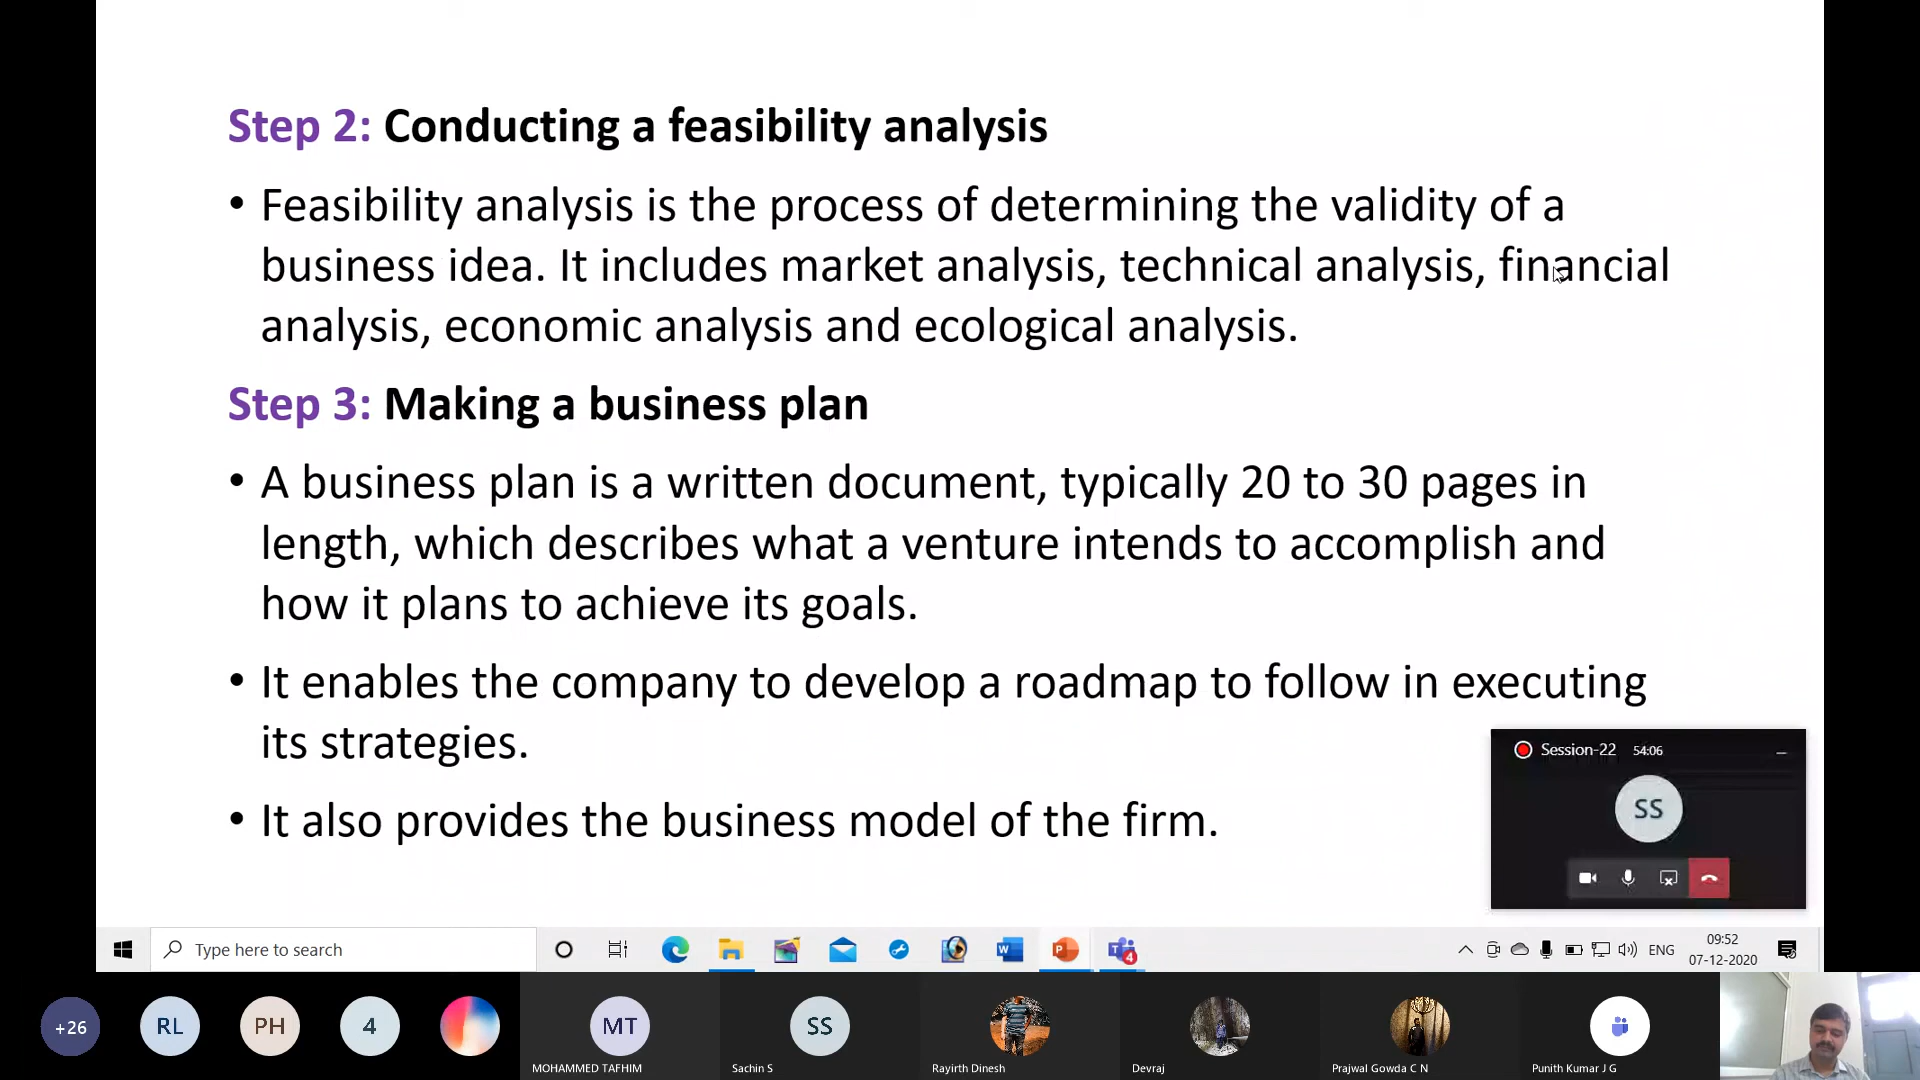 Step 2: Conducting a feasibility analysis
• Feasibility analysis is the process of determining the validity of a
business idea. It includes market analysis, technical analysis, financial
analysis, economic analysis and ecological analysis.
Step 3: Making a business plan
• A business plan is a written document, typically 20 to 30 pages in
length, which describes what a venture intends to accomplish and
how it plans to achieve its goals.
• It enables the company to develop a roadmap to follow in executing
its strategies.
• It also provides the business model of the firm.
Session-22 54:06
SS
Type here to search
W
P
4
ENG
09:52
07-12-2020
+26
RL
PH
4
MT
SS
MOHAMMED TAFHIM
Sachin S
Rayirth Dinesh
Devraj
Prajwal Gowda C N
Punith Kumar J G